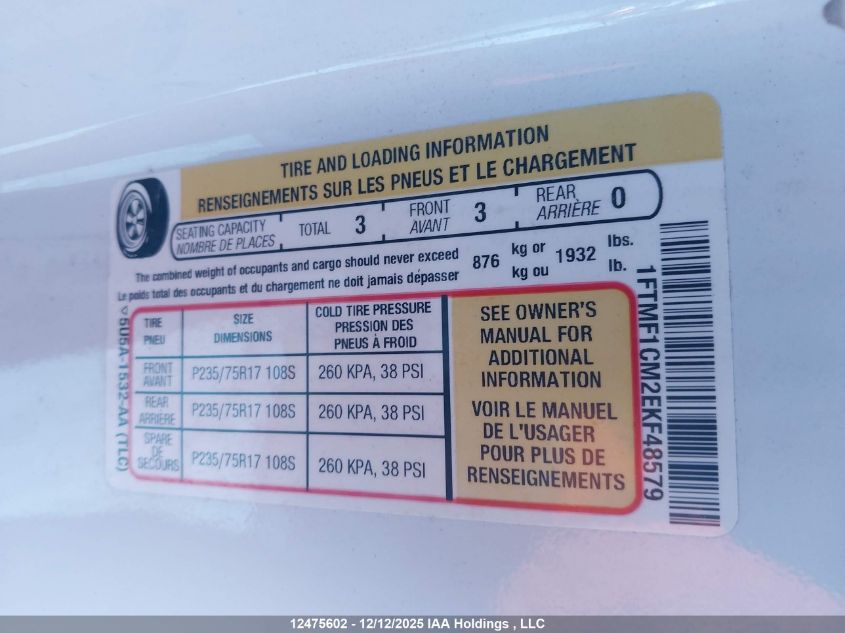 TIRE AND LOADING INFORMATION
RENSEIGNEMENTS SUR LES PNEUS ET LE CHARGEMENT
SEATING CAPACITY
NOMBRE DE PLACES
TOTAL 3
FRONT
AVANT
3
REAR
ARRIÈRE
0
The combined weight of occupants and cargo should never exceed 876 kg or 1932 lbs.
Le poids total des occupants et du chargement ne doit jamais dépasser kg ou lb.
TIRE
PNEU
SIZE
DIMENSIONS
COLD TIRE PRESSURE
PRESSION DES
PNEUS À FROID
FRONT
AVANT
P235/75R17 108S
260 KPA, 38 PSI
REAR
ARRIÈRE
P235/75R17 108S
260 KPA, 38 PSI
SPARE
DE
SECOURS
P235/75R17 108S
260 KPA, 38 PSI
SEE OWNER'S
MANUAL FOR
ADDITIONAL
INFORMATION
VOIR LE MANUEL
DE L'USAGER
POUR PLUS DE
RENSEIGNEMENTS
5U5A-1532-AA (TLC)
1FTMF1CM2EKF48579
12475602 - 12/12/2025 IAA Holdings , LLC